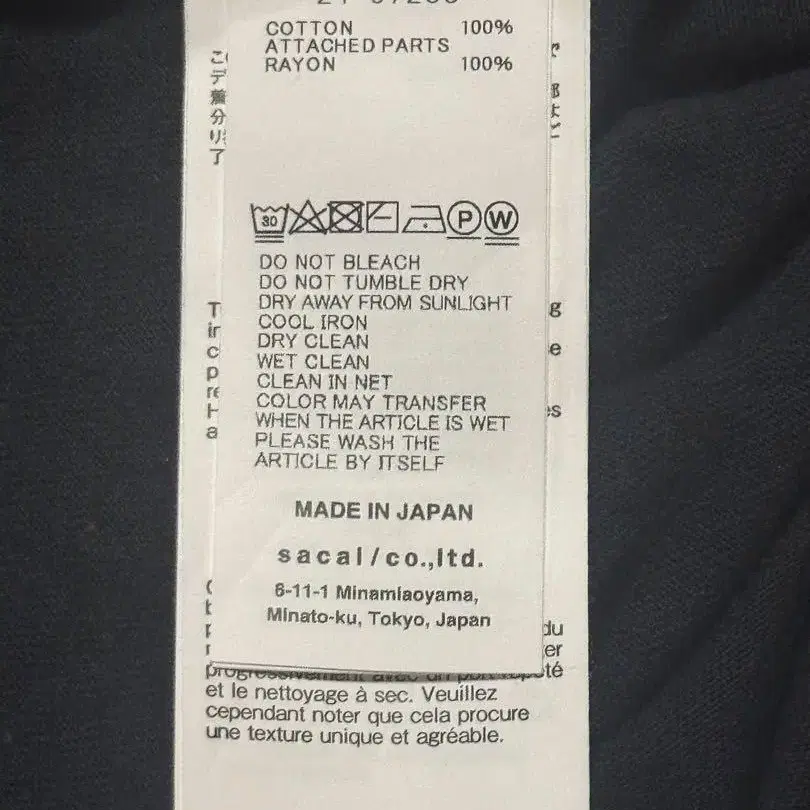 COTTON 100%
ATTACHED PARTS
RAYON 100%
30
P
W
DO NOT BLEACH
DO NOT TUMBLE DRY
DRY AWAY FROM SUNLIGHT
COOL IRON
DRY CLEAN
WET CLEAN
CLEAN IN NET
COLOR MAY TRANSFER
WHEN THE ARTICLE IS WET
PLEASE WASH THE
ARTICLE BY ITSELF
MADE IN JAPAN
sacai/co.,ltd.
6-11-1 Minamiaoyama,
Minato-ku, Tokyo, Japan
et le nettoyage à sec. Veuillez
cependant noter que cela procure
une texture unique et agréable.